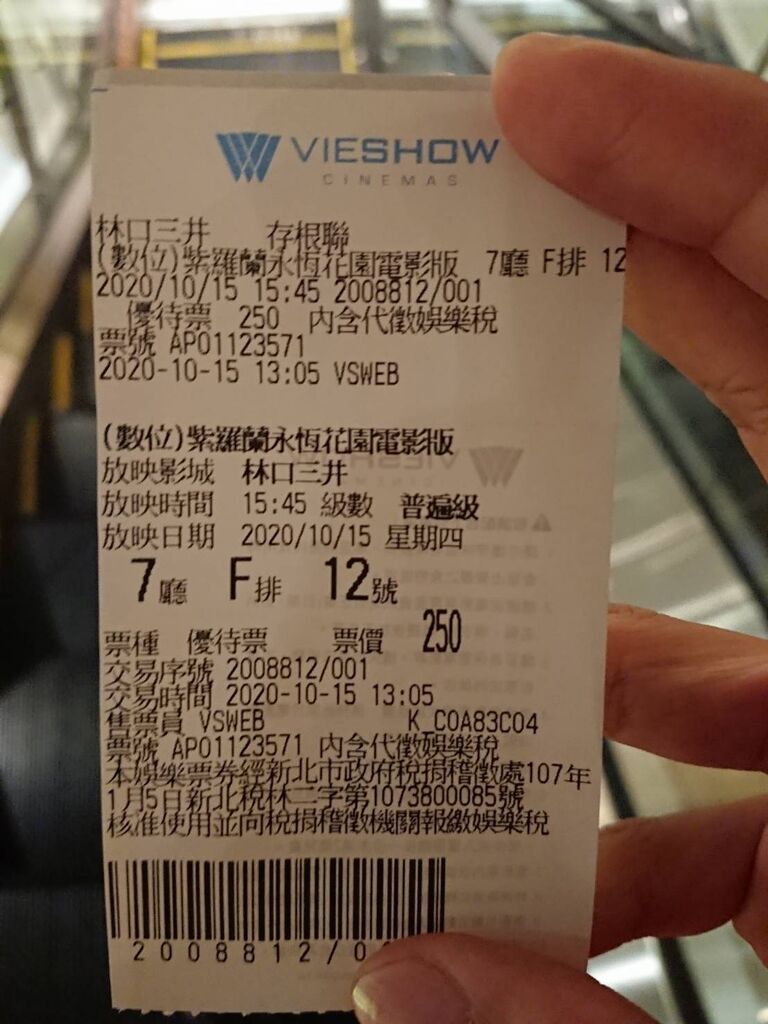 VIESHOW
CINEMAS
林口三井 存根聯
(數位)紫羅蘭永恆花園電影版 7廳 F排 12
2020/10/15 15:45 2008812/001
優待票 250 內含代徵娛樂稅
票號 AP01123571
2020-10-15 13:05 VSWEB
(數位)紫羅蘭永恆花園電影版
放映影城 林口三井
放映時間 15:45 級數 普遍級
放映日期 2020/10/15 星期四
7廳 F排 12號
票種 優待票 票價 250
交易序號 2008812/001
交易時間 2020-10-15 13:05
售票員 VSWEB K_C0A83C04
票號 AP01123571 內含代徵娛樂稅
本娛樂票券經新北市政府稅捐稽徵處107年
1月5日新北稅林二字第1073800085號
核准使用並向稅捐稽徵機關報繳娛樂稅
2008812/0